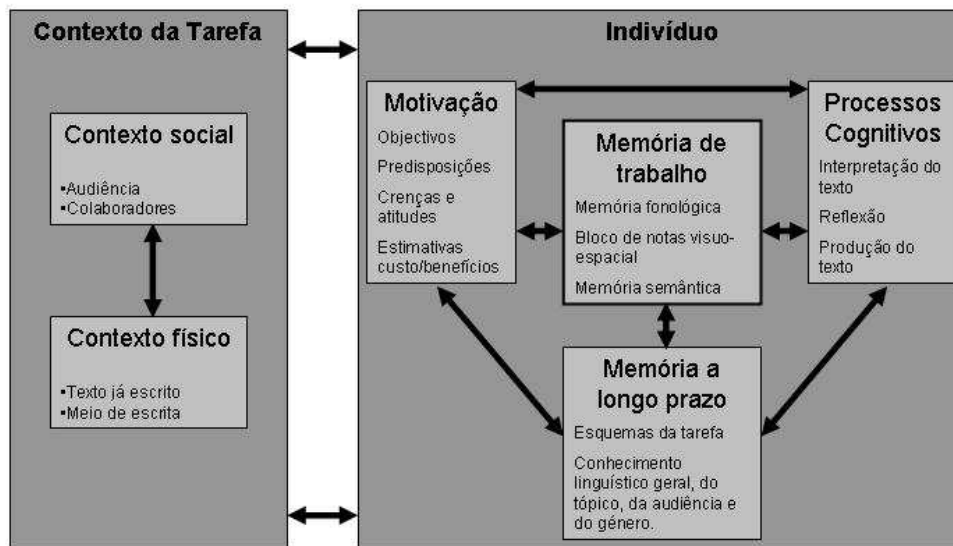 Contexto da Tarefa
Contexto social
▪Audiência
▪Colaboradores
Contexto físico
▪Texto já escrito
▪Meio de escrita
Indivíduo
Motivação
Objectivos
Predisposições
Crenças e
atitudes
Estimativas
custo/benefícios
Memória de
trabalho
Memória fonológica
Bloco de notas visuo-
espacial
Memória semântica
Processos
Cognitivos
Interpretação do
texto
Reflexão
Produção do
texto
Memória a
longo prazo
Esquemas da tarefa
Conhecimento
linguístico geral, do
tópico, da audiência e
do género.